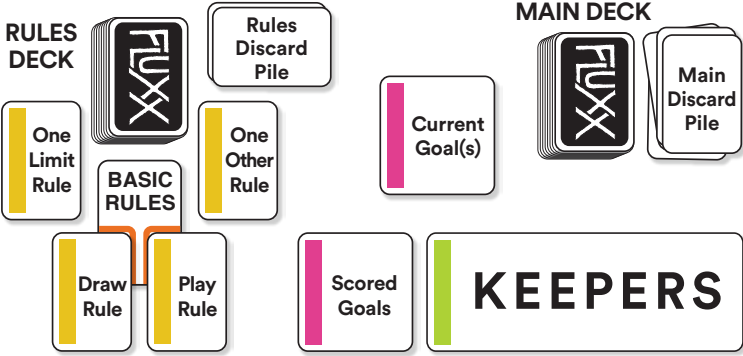 RULES
DECK
FLUXX
Rules
Discard
Pile
MAIN DECK
FLUXX
Main
Discard
Pile
One
Limit
Rule
One
Other
Rule
Current
Goal(s)
BASIC
RULES
Draw
Rule
Play
Rule
Scored
Goals
KEEPERS